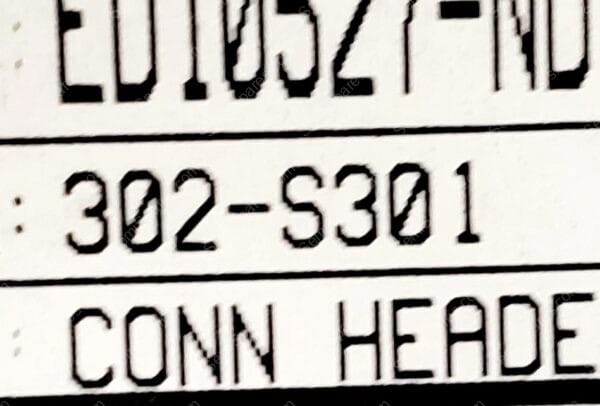 ED10527-ND
: 302-S301
: CONN HEADE